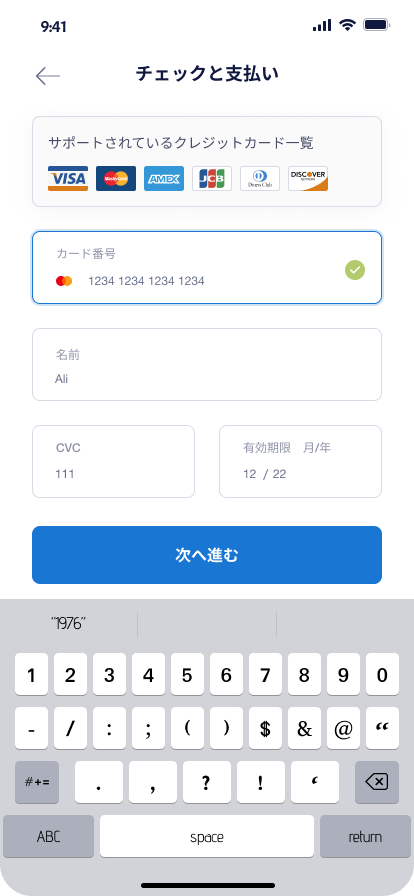 9:41
チェックと支払い
サポートされているクレジットカード一覧
VISA MasterCard AMEX JCB Diners Club DISCOVER NETWORK
カード番号
1234 1234 1234 1234
名前
Ali
CVC
111
有効期限 月/年
12 / 22
次へ進む
“1976”
1 2 3 4 5 6 7 8 9 0
- / : ; ( ) $ & @ “
#+= . , ? ! ‘
ABC space return